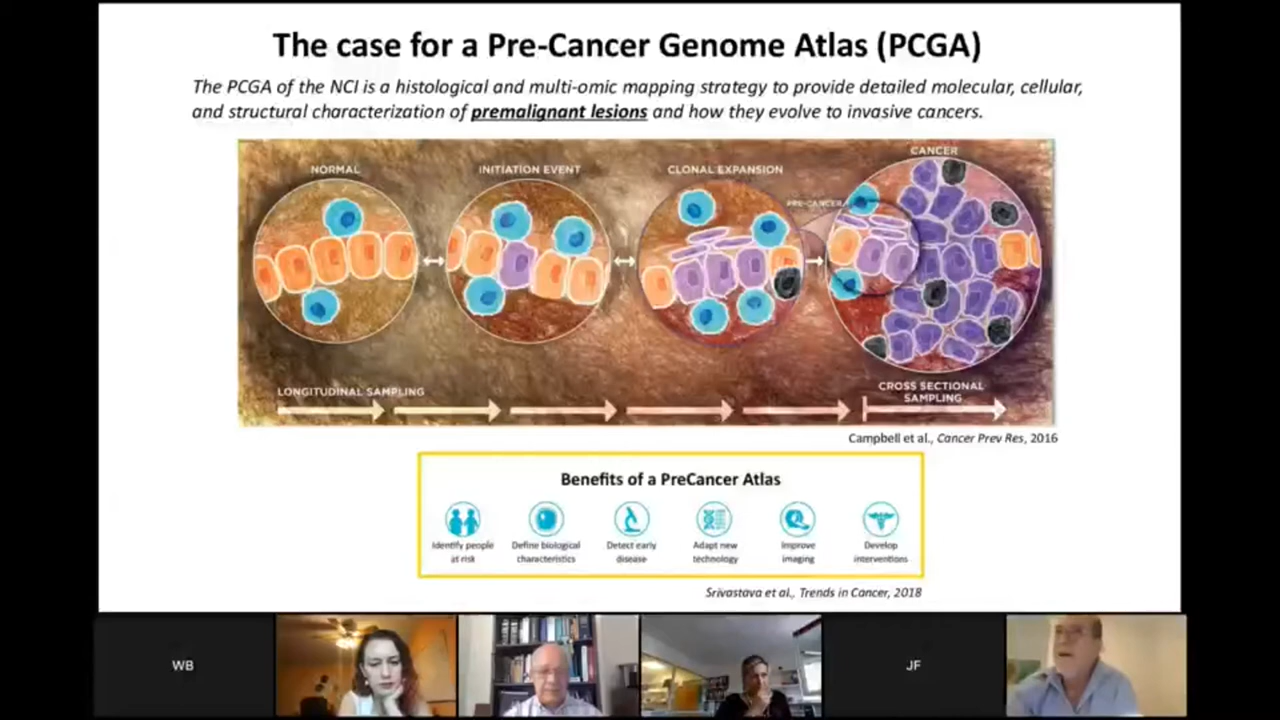 The case for a Pre-Cancer Genome Atlas (PCGA)
The PCGA of the NCI is a histological and multi-omic mapping strategy to provide detailed molecular, cellular,
and structural characterization of premalignant lesions and how they evolve to invasive cancers.
NORMAL
INITIATION EVENT
CLONAL EXPANSION
PRE-CANCER
CANCER
LONGITUDINAL SAMPLING
CROSS SECTIONAL
SAMPLING
Campbell et al., Cancer Prev Res, 2016
Benefits of a PreCancer Atlas
Identify people
at risk
Define biological
characteristics
Detect early
disease
Adapt new
technology
Improve
imaging
Develop
interventions
Srivastava et al., Trends in Cancer, 2018
WB
JF